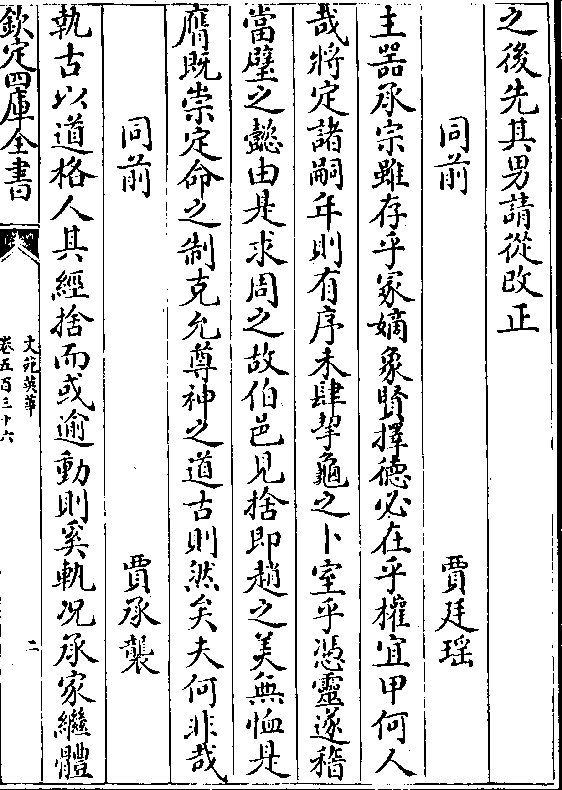 之後先其男請從改正
同前　賈廷瑶
主器承宗雖存乎冢嫡象賢擇德必在乎權宜甲何人
哉將定諸嗣年則有序未肆挈龜之卜室乎憑靈遂稽
當璧之懿由是求周之故伯邑見捨即趙之美無恤是
膺既崇定命之制克允尊神之道古則然矣夫何非哉
同前　賈承襲
執古以道格人其經捨而或逾動則奚執况承家繼體
欽定四庫全書
文苑英華
卷五百三十六
二